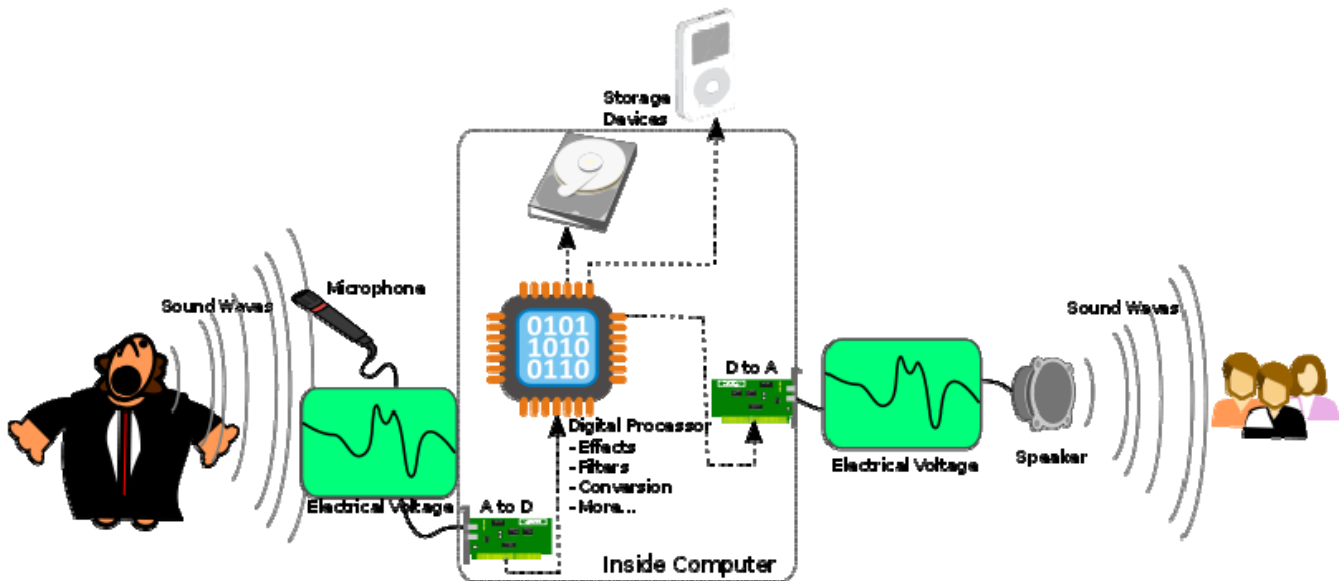 Storage
Devices
Microphone
Sound Waves
Sound Waves
0101
1010
0110
D to A
Digital Processor
- Effects
- Filters
- Conversion
- More...
Electrical Voltage
Speaker
Electrical Voltage
A to D
Inside Computer